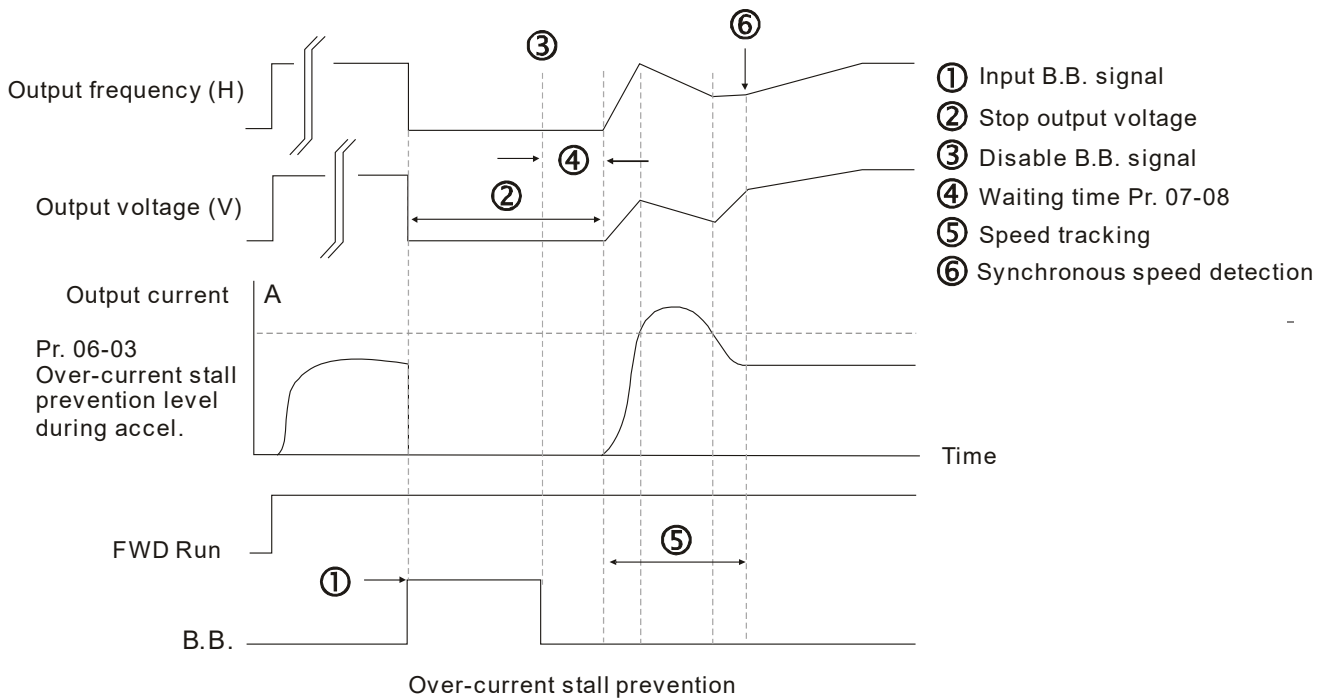 ⑥
③
Output frequency (H)
① Input B.B. signal
② Stop output voltage
③ Disable B.B. signal
④ Waiting time Pr. 07-08
⑤ Speed tracking
⑥ Synchronous speed detection
④
②
Output voltage (V)
Output current
A
Pr. 06-03
Over-current stall
prevention level
during accel.
Time
FWD Run
⑤
①
B.B.
Over-current stall prevention